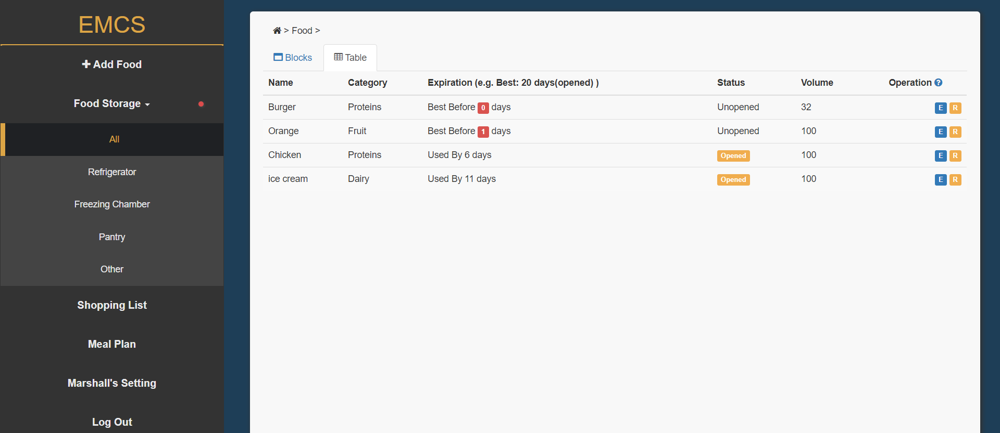 EMCS
Add Food
Food Storage
All
Refrigerator
Freezing Chamber
Pantry
Other
Shopping List
Meal Plan
Marshall's Setting
Log Out
> Food >
Blocks Table
Name Category Expiration (e.g. Best: 20 days(opened) ) Status Volume Operation ?
Burger Proteins Best Before 0 days Unopened 32 E R
Orange Fruit Best Before 1 days Unopened 100 E R
Chicken Proteins Used By 6 days Opened 100 E R
ice cream Dairy Used By 11 days Opened 100 E R